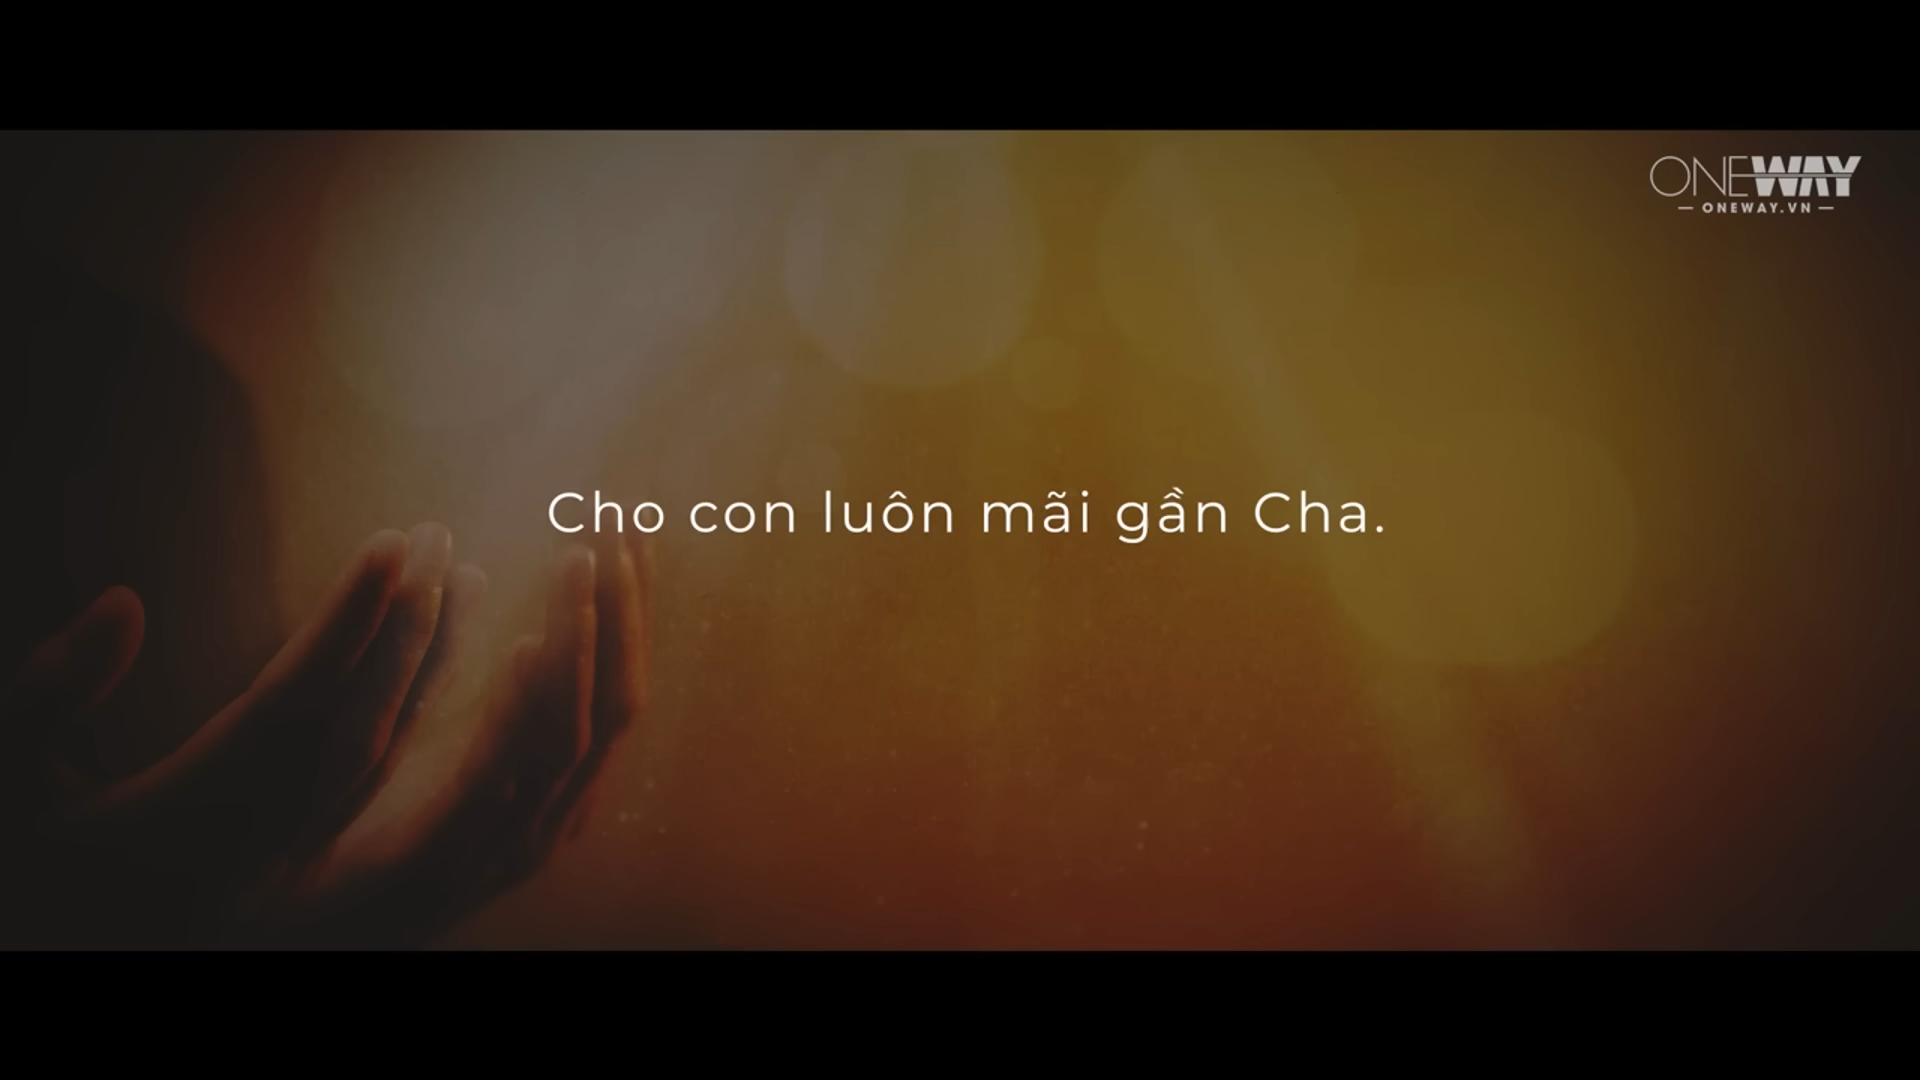 ONEWAY
— ONEWAY.VN —
Cho con luôn mãi gần Cha.